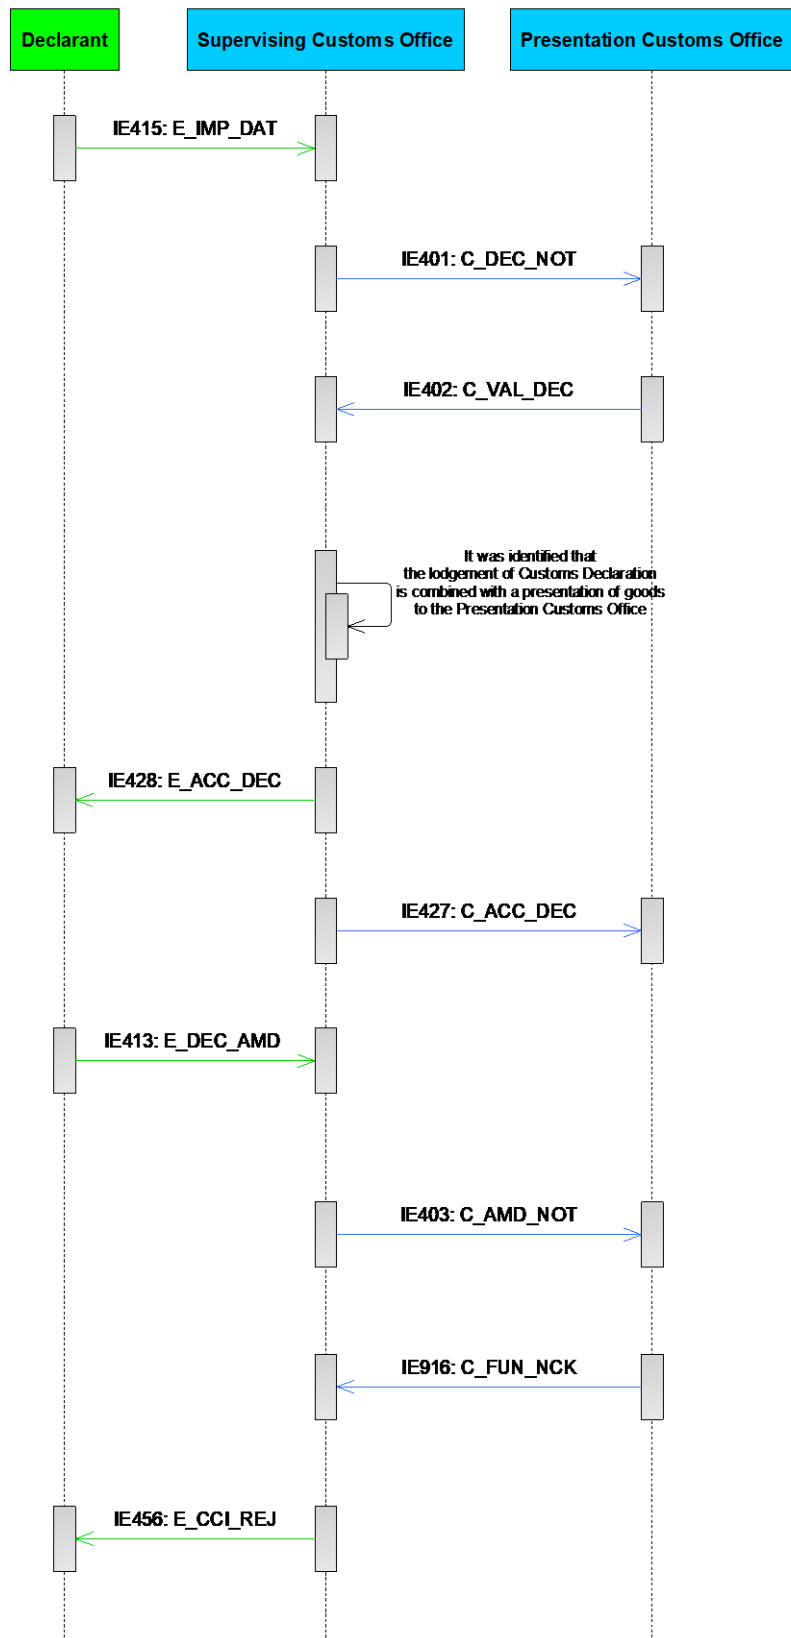 Declarant
Supervising Customs Office
Presentation Customs Office
IE415: E_IMP_DAT
IE401: C_DEC_NOT
IE402: C_VAL_DEC
It was identified that
the lodgement of Customs Declaration
is combined with a presentation of goods
to the Presentation Customs Office
IE428: E_ACC_DEC
IE427: C_ACC_DEC
IE413: E_DEC_AMD
IE403: C_AMD_NOT
IE916: C_FUN_NCK
IE456: E_CCI_REJ